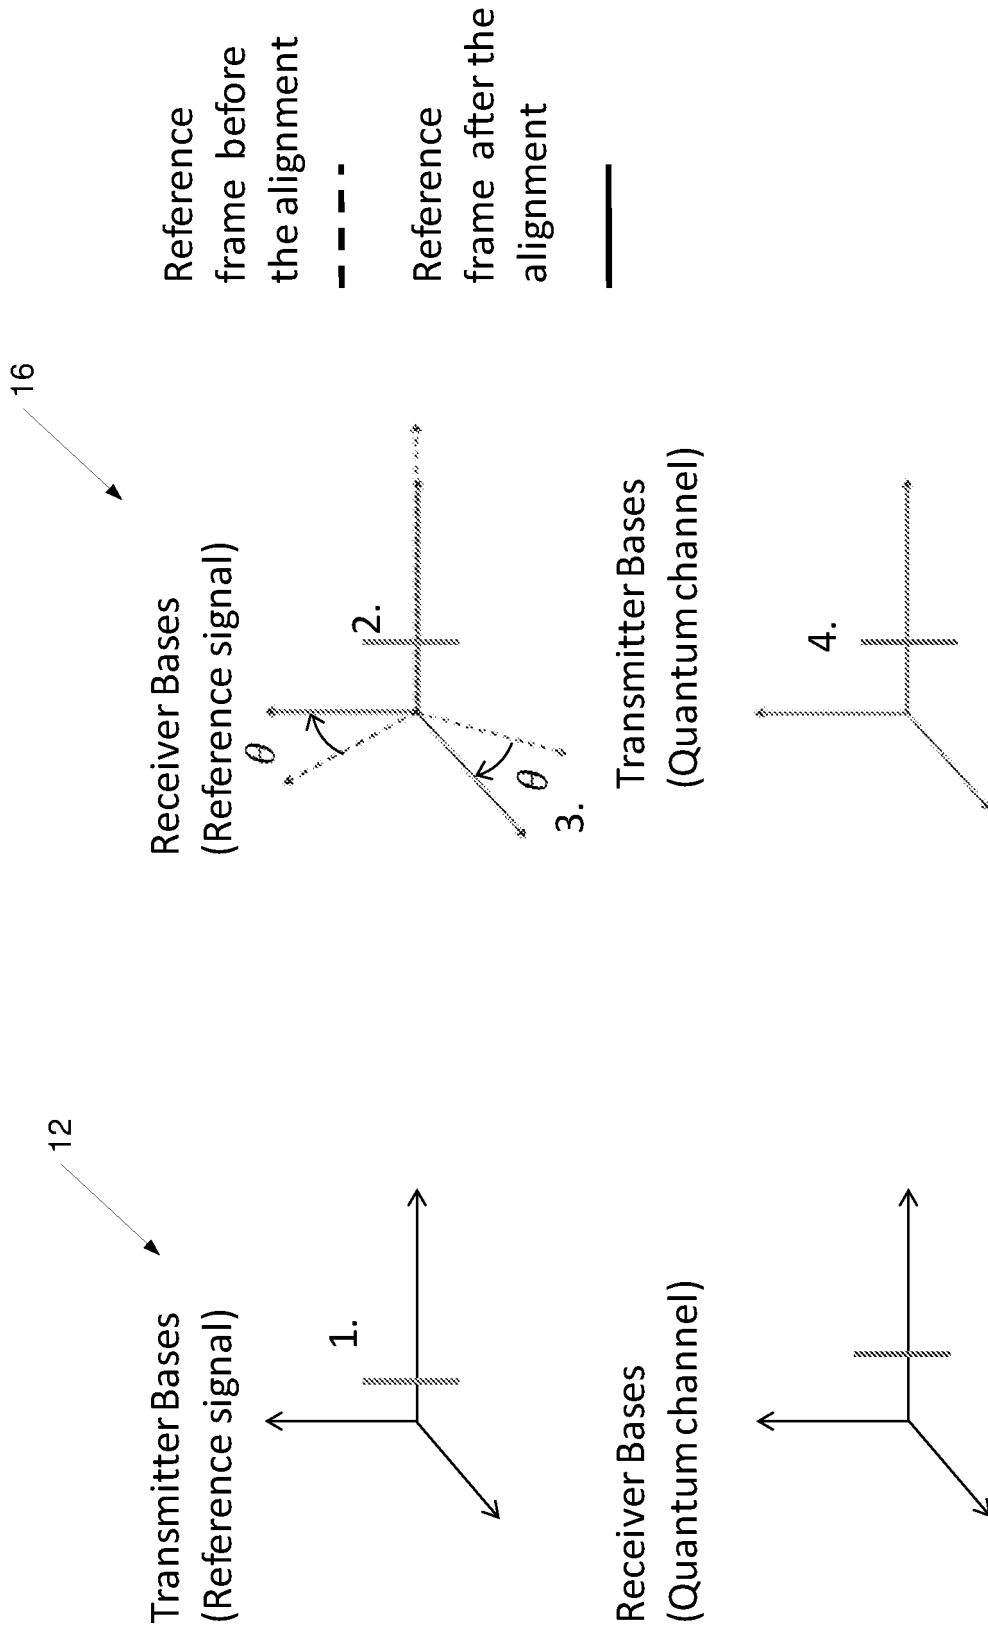 12
16
Transmitter Bases
(Reference signal)
1.
Receiver Bases
(Reference signal)
θ
2.
θ
3.
Reference
frame before
the alignment
Reference
frame after the
alignment
Receiver Bases
(Quantum channel)
Transmitter Bases
(Quantum channel)
4.